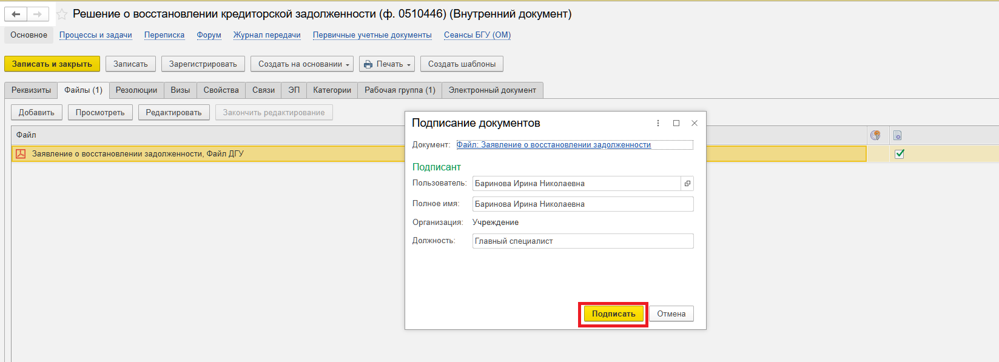 Решение о восстановлении кредиторской задолженности (ф. 0510446) (Внутренний документ)
Основное Процессы и задачи Переписка Форум Журнал передачи Первичные учетные документы Сеансы БГУ (ОМ)
Записать и закрыть Записать Зарегистрировать Создать на основании Печать Создать шаблоны
Реквизиты Файлы (1) Резолюции Визы Свойства Связи ЭП Категории Рабочая группа (1) Электронный документ
Добавить Просмотреть Редактировать Закончить редактирование
Файл
Заявление о восстановлении задолженности, Файл ДГУ
Подписание документов
Документ: Файл: Заявление о восстановлении задолженности
Подписант
Пользователь: Баринова Ирина Николаевна
Полное имя: Баринова Ирина Николаевна
Организация: Учреждение
Должность: Главный специалист
Подписать Отмена